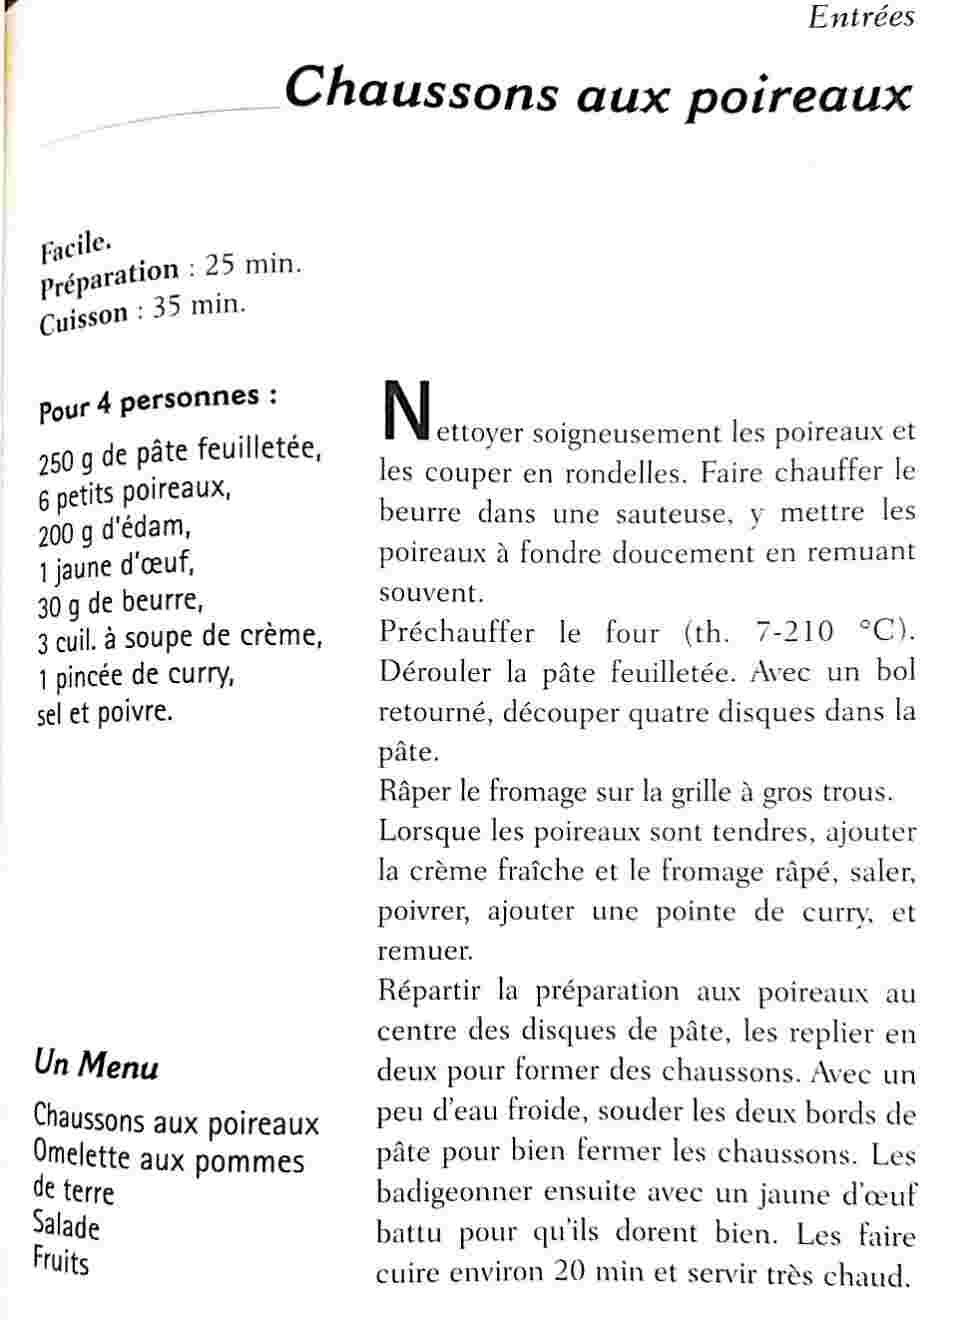 Entrées
Chaussons aux poireaux
Facile.
Préparation : 25 min.
Cuisson : 35 min.
Pour 4 personnes :
250 g de pâte feuilletée,
6 petits poireaux,
200 g d'édam,
1 jaune d'œuf,
30 g de beurre,
3 cuil. à soupe de crème,
1 pincée de curry,
sel et poivre.
Un Menu
Chaussons aux poireaux
Omelette aux pommes
de terre
Salade
Fruits
Nettoyer soigneusement les poireaux et
les couper en rondelles. Faire chauffer le
beurre dans une sauteuse, y mettre les
poireaux à fondre doucement en remuant
souvent.
Préchauffer le four (th. 7-210 °C).
Dérouler la pâte feuilletée. Avec un bol
retourné, découper quatre disques dans la
pâte.
Râper le fromage sur la grille à gros trous.
Lorsque les poireaux sont tendres, ajouter
la crème fraîche et le fromage râpé, saler,
poivrer, ajouter une pointe de curry, et
remuer.
Répartir la préparation aux poireaux au
centre des disques de pâte, les replier en
deux pour former des chaussons. Avec un
peu d'eau froide, souder les deux bords de
pâte pour bien fermer les chaussons. Les
badigeonner ensuite avec un jaune d'œuf
battu pour qu'ils dorent bien. Les faire
cuire environ 20 min et servir très chaud.